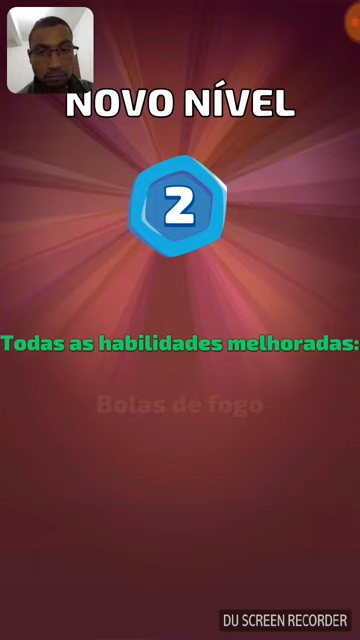 NOVO NÍVEL
2
Todas as habilidades melhoradas:
Bolas de fogo
DU SCREEN RECORDER